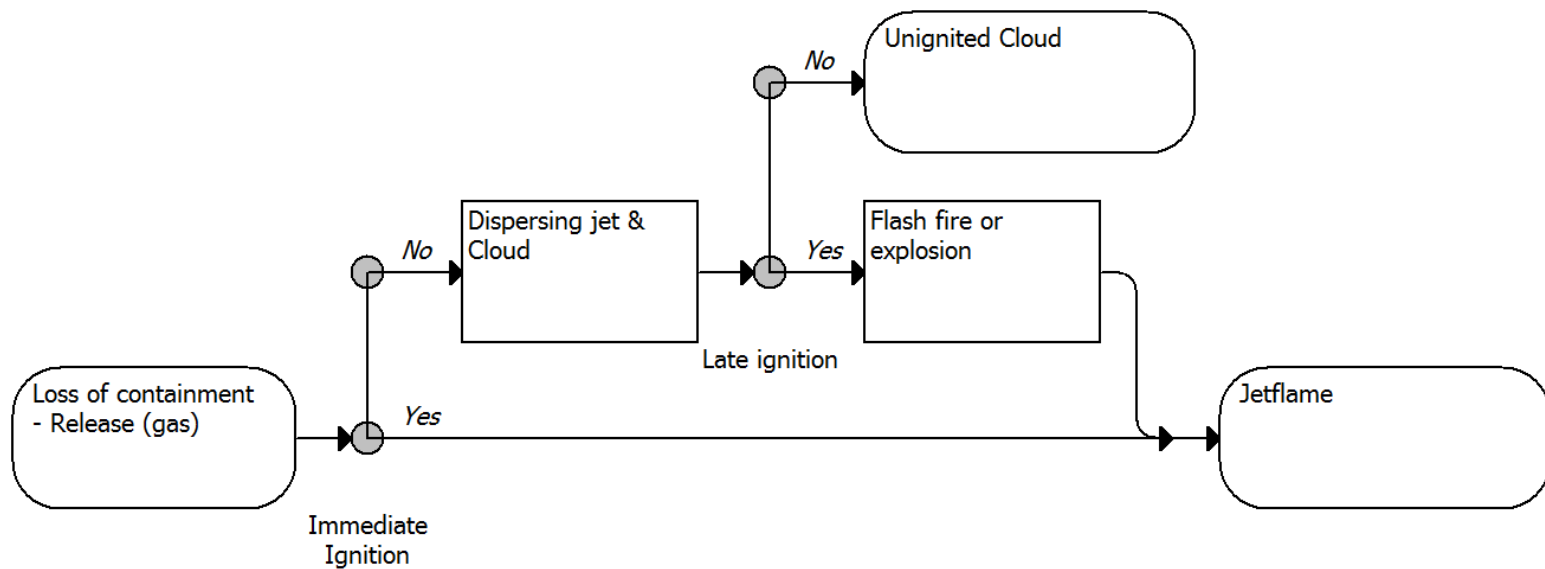 Unignited Cloud
No
Dispersing jet &
Cloud
No
Flash fire or
explosion
Yes
Late ignition
Loss of containment
- Release (gas)
Yes
Jetflame
Immediate
Ignition